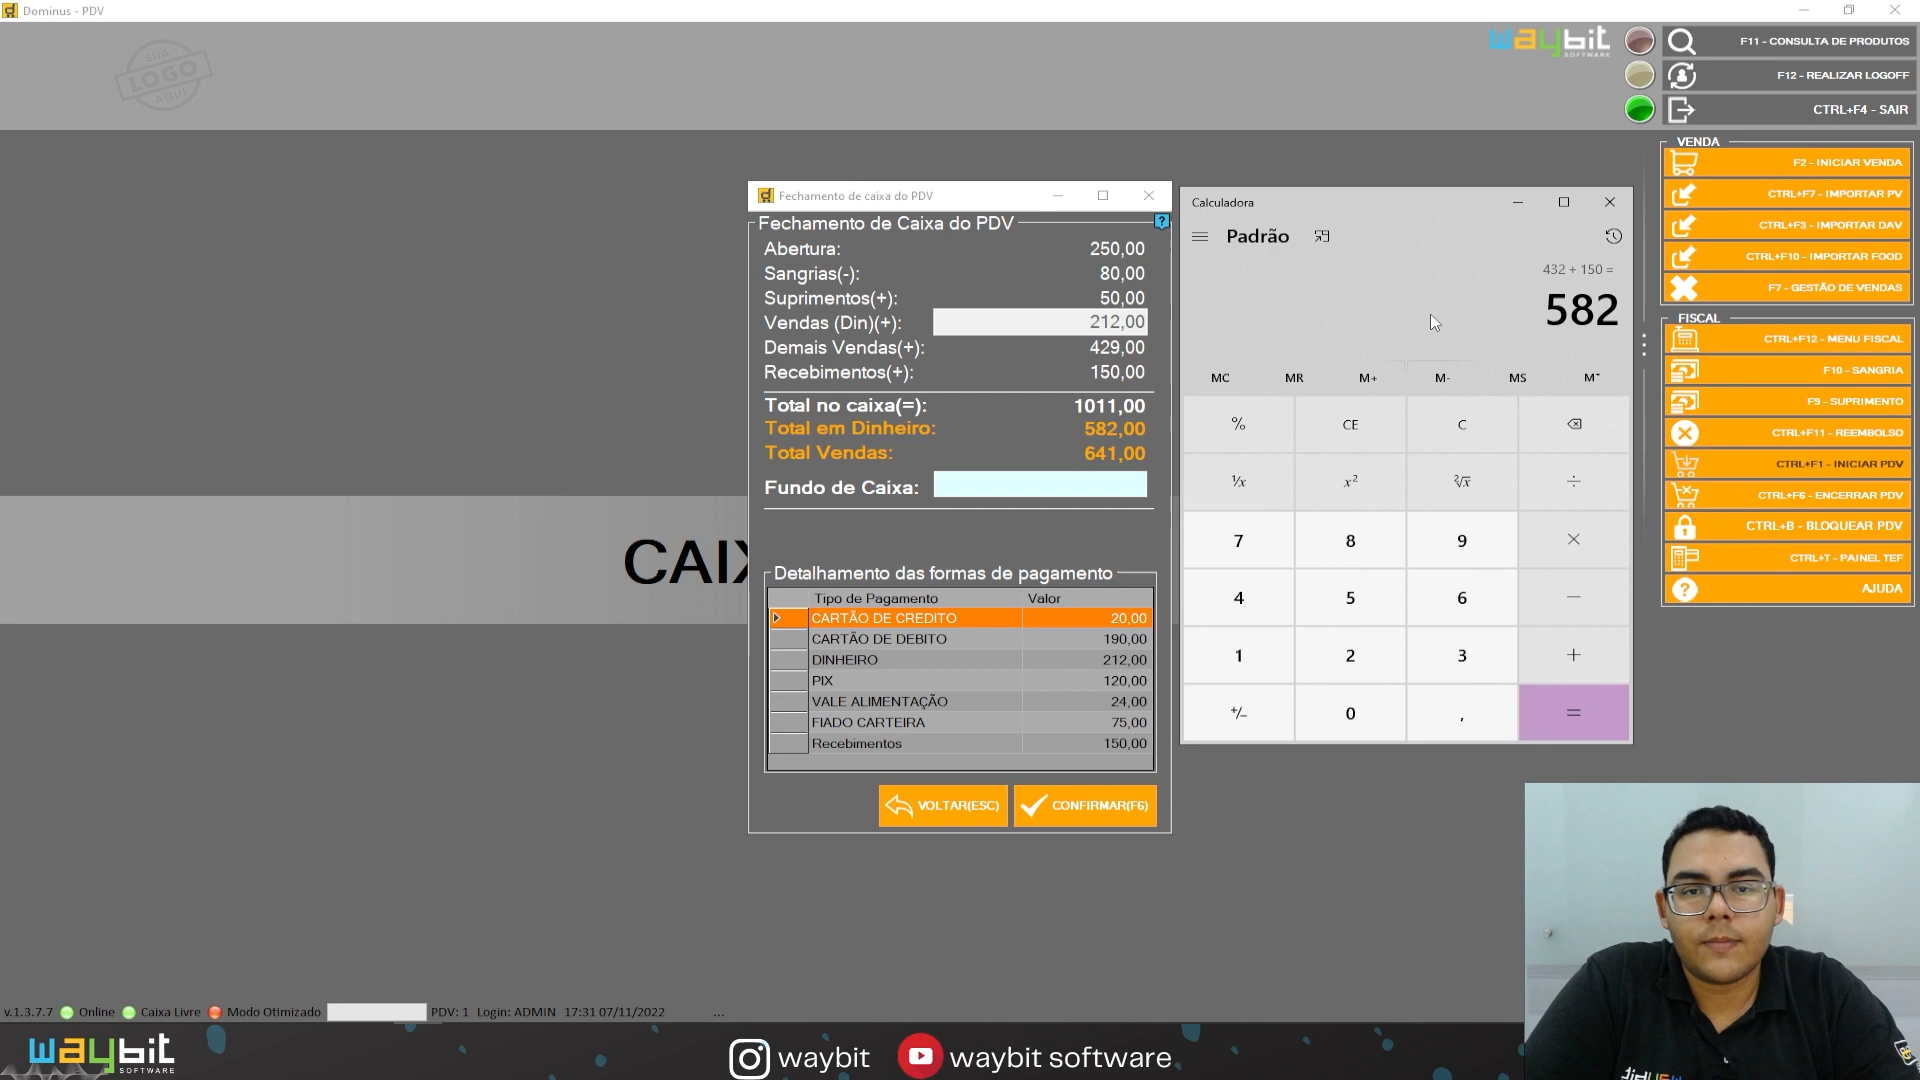 Dominus - PDV
SUA
LOGO
AQUI
waybit
SOFTWARE
F11 - CONSULTA DE PRODUTOS
F12 - REALIZAR LOGOFF
CTRL+F4 - SAIR
VENDA
F2 - INICIAR VENDA
CTRL+F7 - IMPORTAR PV
CTRL+F3 - IMPORTAR DAV
CTRL+F10 - IMPORTAR FOOD
F7 - GESTÃO DE VENDAS
FISCAL
CTRL+F12 - MENU FISCAL
F10 - SANGRIA
F9 - SUPRIMENTO
CTRL+F11 - REEMBOLSO
CTRL+F1 - INICIAR PDV
CTRL+F6 - ENCERRAR PDV
CTRL+B - BLOQUEAR PDV
CTRL+T - PAINEL TEF
AJUDA
CAIX
Fechamento de caixa do PDV
Fechamento de Caixa do PDV
Abertura: 250,00
Sangrias(-): 80,00
Suprimentos(+): 50,00
Vendas (Din)(+): 212,00
Demais Vendas(+): 429,00
Recebimentos(+): 150,00
Total no caixa(=): 1011,00
Total em Dinheiro: 582,00
Total Vendas: 641,00
Fundo de Caixa:
Detalhamento das formas de pagamento
Tipo de Pagamento Valor
CARTÃO DE CREDITO 20,00
CARTÃO DE DEBITO 190,00
DINHEIRO 212,00
PIX 120,00
VALE ALIMENTAÇÃO 24,00
FIADO CARTEIRA 75,00
Recebimentos 150,00
VOLTAR(ESC) CONFIRMAR(F6)
Calculadora
Padrão
432 + 150 =
582
MC MR M+ M- MS M˅
% CE C ⌫
¹/x x² ²√x ÷
7 8 9 ×
4 5 6 −
1 2 3 +
+/− 0 , =
v.1.3.7.7 Online Caixa Livre Modo Otimizado PDV: 1 Login: ADMIN 17:31 07/11/2022 ...
waybit
SOFTWARE
waybit waybit software